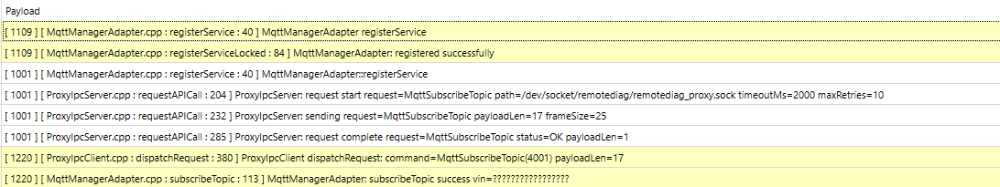 Payload
[ 1109 ] [ MqttManagerAdapter.cpp : registerService : 40 ] MqttManagerAdapter registerService
[ 1109 ] [ MqttManagerAdapter.cpp : registerServiceLocked : 84 ] MqttManagerAdapter: registered successfully
[ 1001 ] [ MqttManagerAdapter.cpp : registerService : 40 ] MqttManagerAdapter::registerService
[ 1001 ] [ ProxyIpcServer.cpp : requestAPICall : 204 ] ProxyIpcServer: request start request=MqttSubscribeTopic path=/dev/socket/remotediag/remotediag_proxy.sock timeoutMs=2000 maxRetries=10
[ 1001 ] [ ProxyIpcServer.cpp : requestAPICall : 232 ] ProxyIpcServer: sending request=MqttSubscribeTopic payloadLen=17 frameSize=25
[ 1001 ] [ ProxyIpcServer.cpp : requestAPICall : 285 ] ProxyIpcServer: request complete request=MqttSubscribeTopic status=OK payloadLen=1
[ 1220 ] [ ProxyIpcClient.cpp : dispatchRequest : 380 ] ProxyIpcClient dispatchRequest: command=MqttSubscribeTopic(4001) payloadLen=17
[ 1220 ] [ MqttManagerAdapter.cpp : subscribeTopic : 113 ] MqttManagerAdapter: subscribeTopic success vin=?????????????????